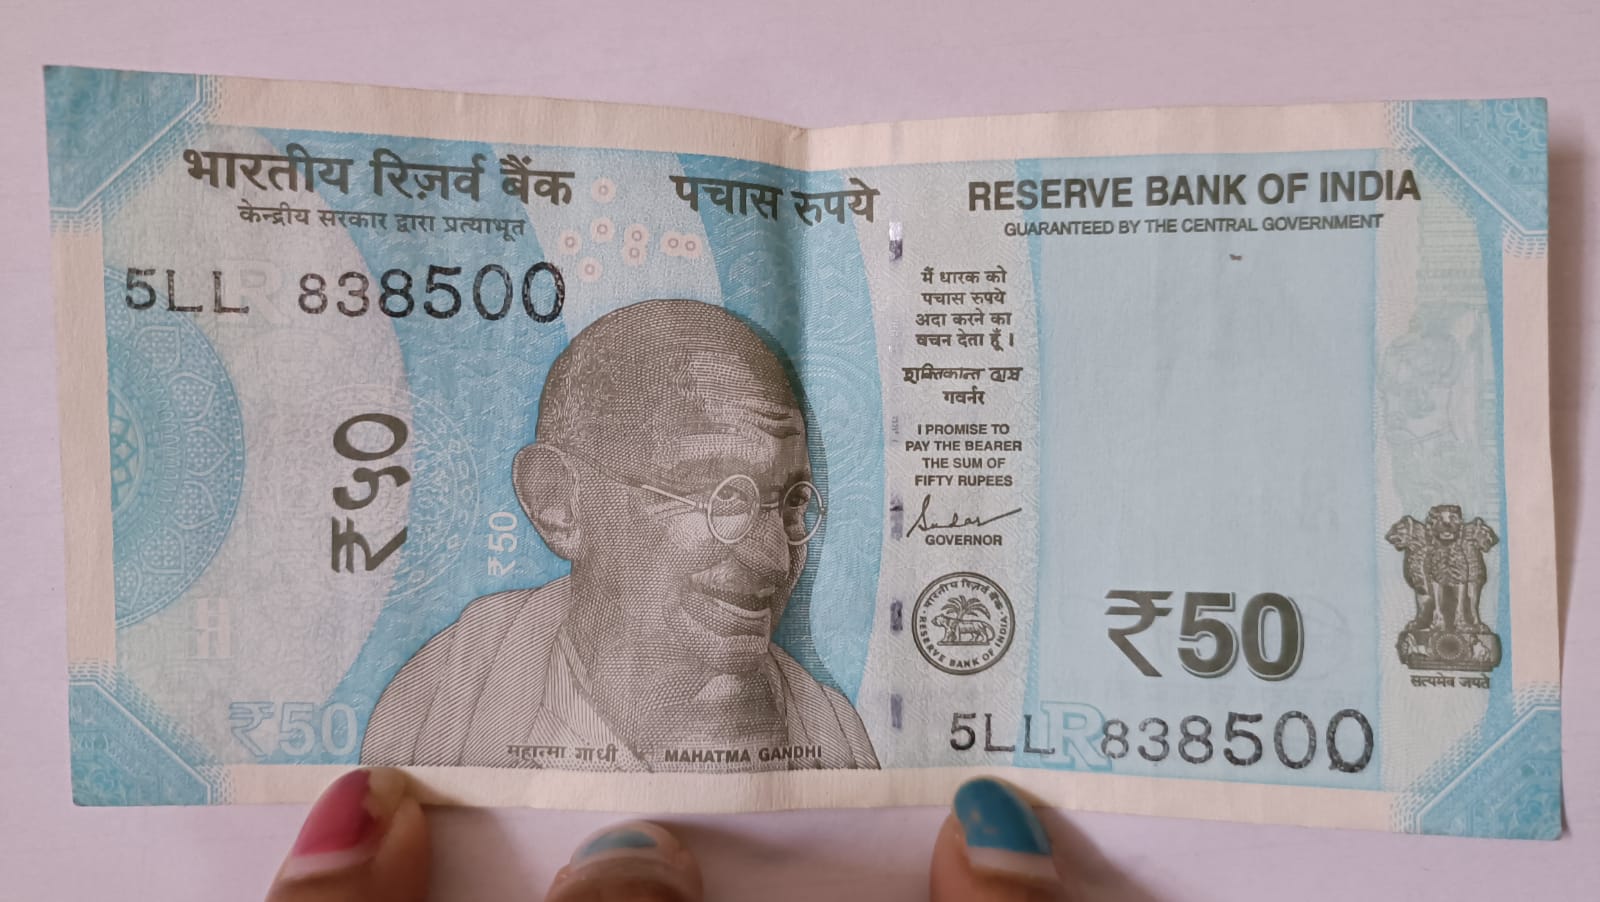 भारतीय रिज़र्व बैंक
केन्द्रीय सरकार द्वारा प्रत्याभूत
5LL 838500
₹५०
₹50
₹50
महात्मा गांधी MAHATMA GANDHI
पचास रुपये
मैं धारक को
पचास रुपये
अदा करने का
वचन देता हूँ।
शक्तिकान्त दास
गवर्नर
I PROMISE TO
PAY THE BEARER
THE SUM OF
FIFTY RUPEES
GOVERNOR
भारतीय रिज़र्व बैंक
RESERVE BANK OF INDIA
RESERVE BANK OF INDIA
GUARANTEED BY THE CENTRAL GOVERNMENT
₹50
सत्यमेव जयते
R
5LL 838500